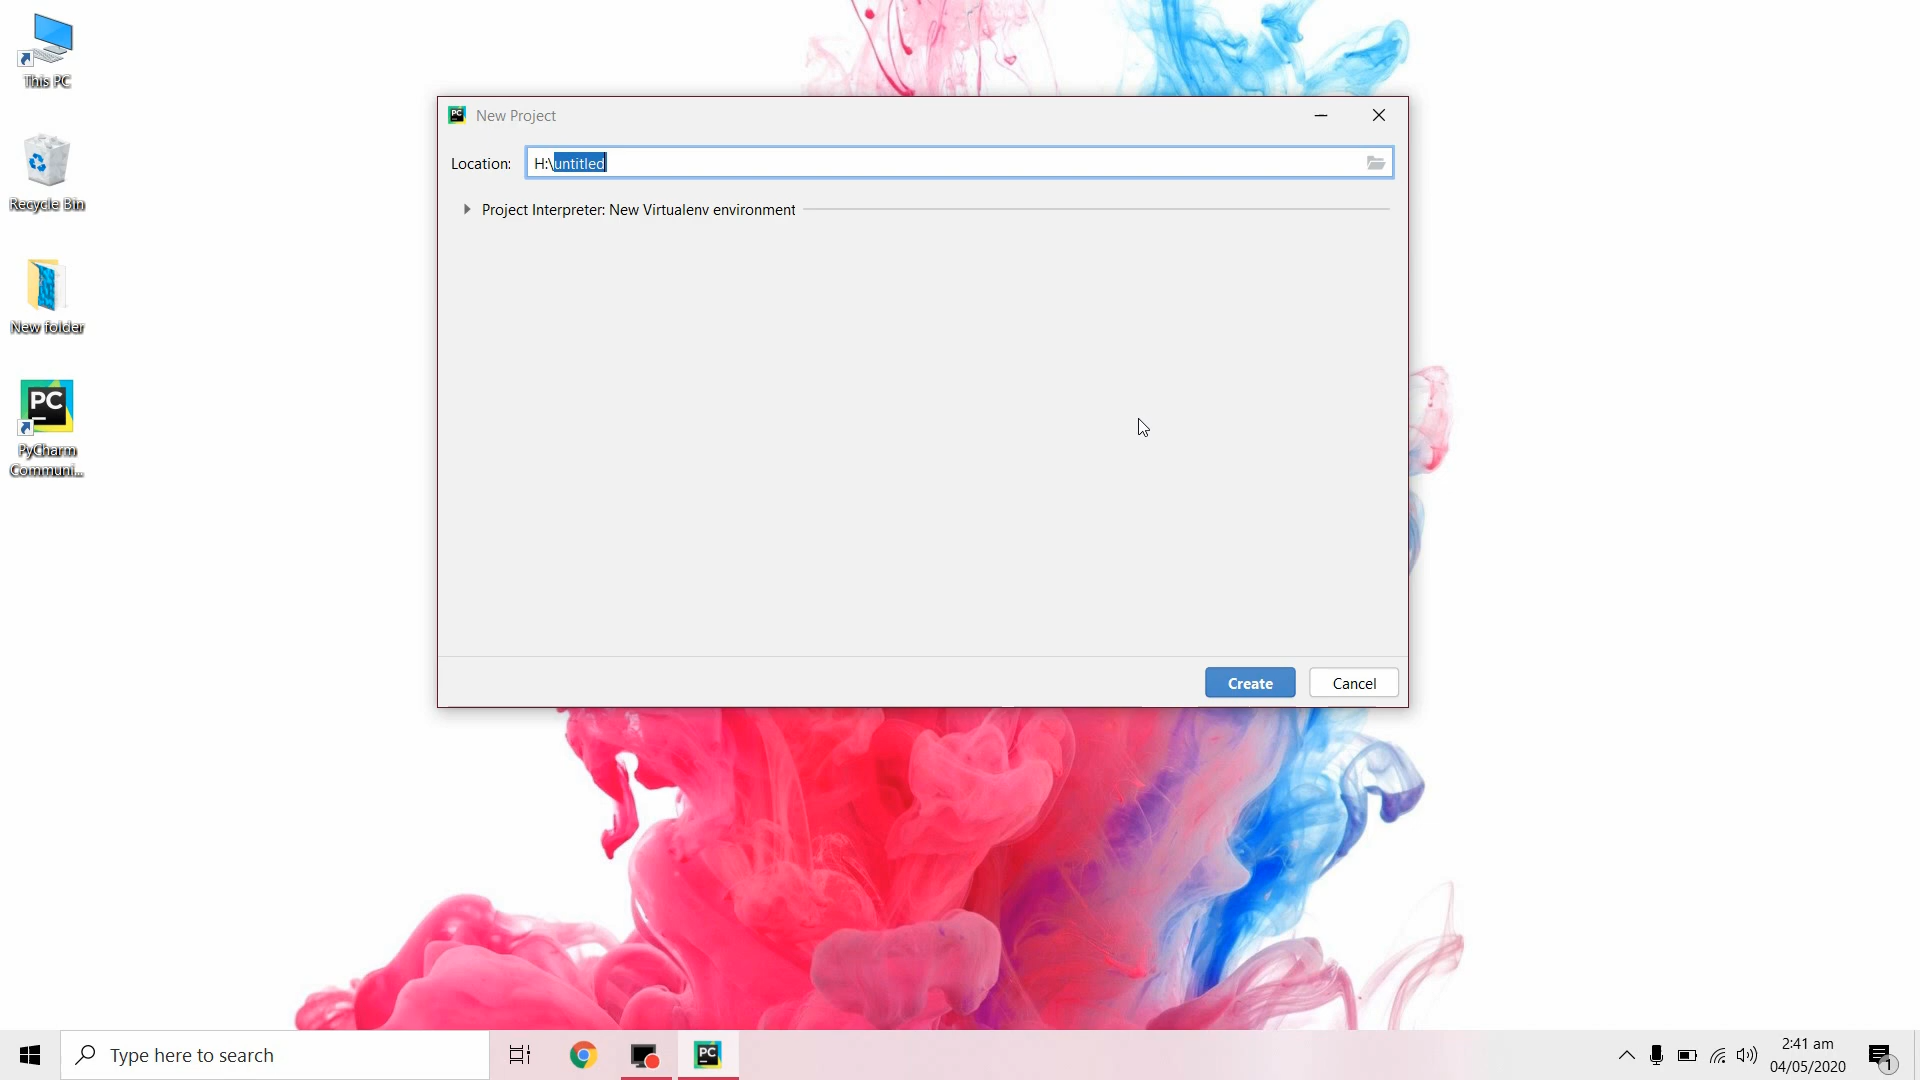 This PC
Recycle Bin
New folder
PC
PyCharm
Communi...
PC New Project
Location: H:\untitled
Project Interpreter: New Virtualenv environment
Create Cancel
Type here to search
PC
2:41 am
04/05/2020
1